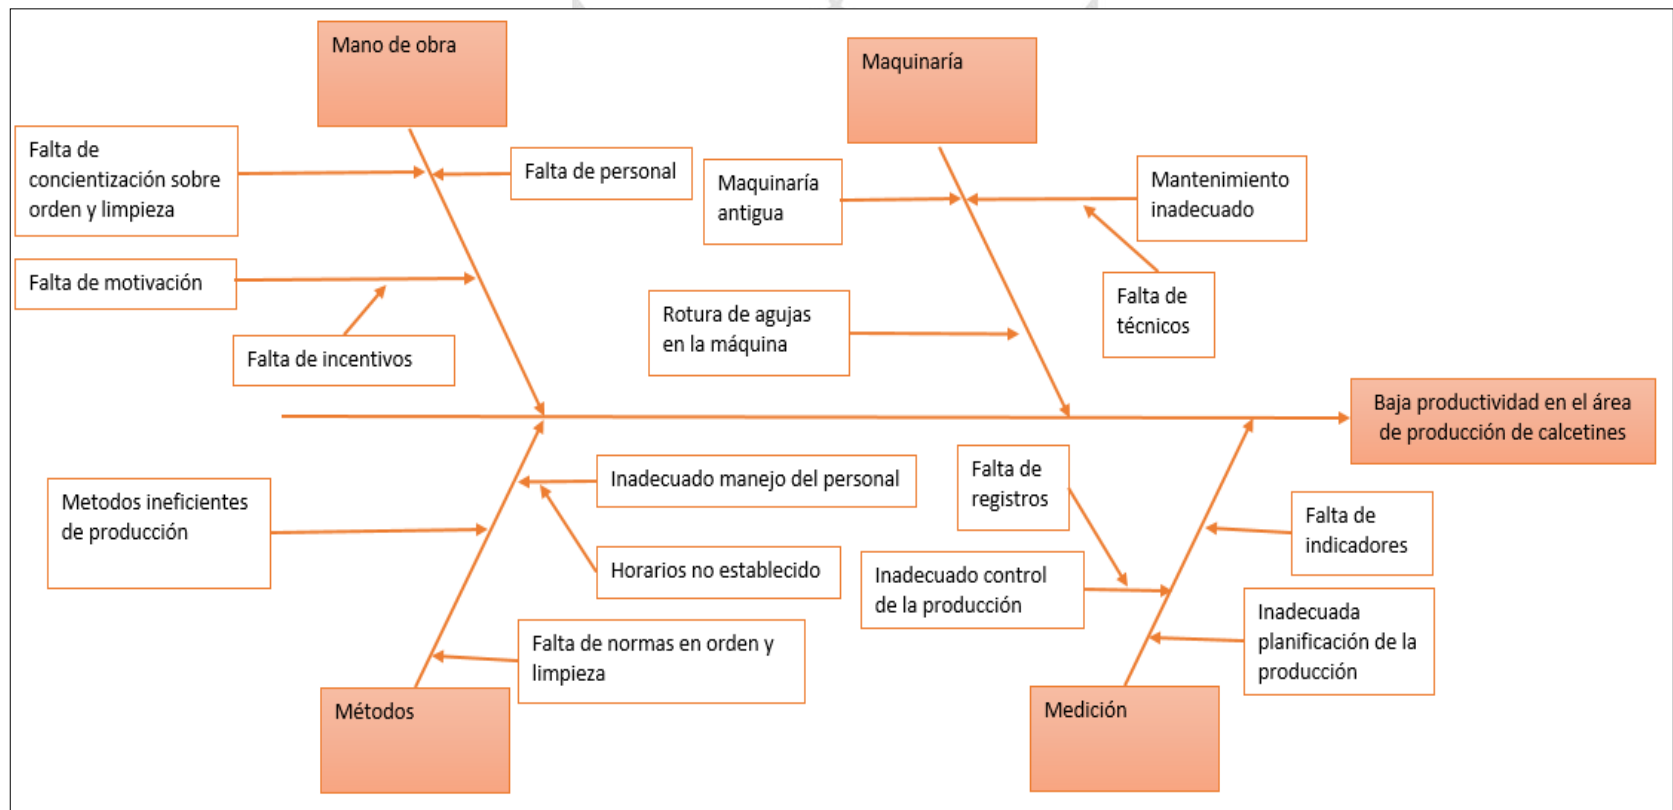 Mano de obra
Maquinaría
Falta de
concientización sobre
orden y limpieza
Falta de personal
Maquinaría
antigua
Mantenimiento
inadecuado
Falta de motivación
Falta de incentivos
Rotura de agujas
en la máquina
Falta de
técnicos
Baja productividad en el área
de producción de calcetines
Metodos ineficientes
de producción
Inadecuado manejo del personal
Horarios no establecido
Falta de normas en orden y
limpieza
Falta de
registros
Inadecuado control
de la producción
Falta de
indicadores
Inadecuada
planificación de la
producción
Métodos
Medición